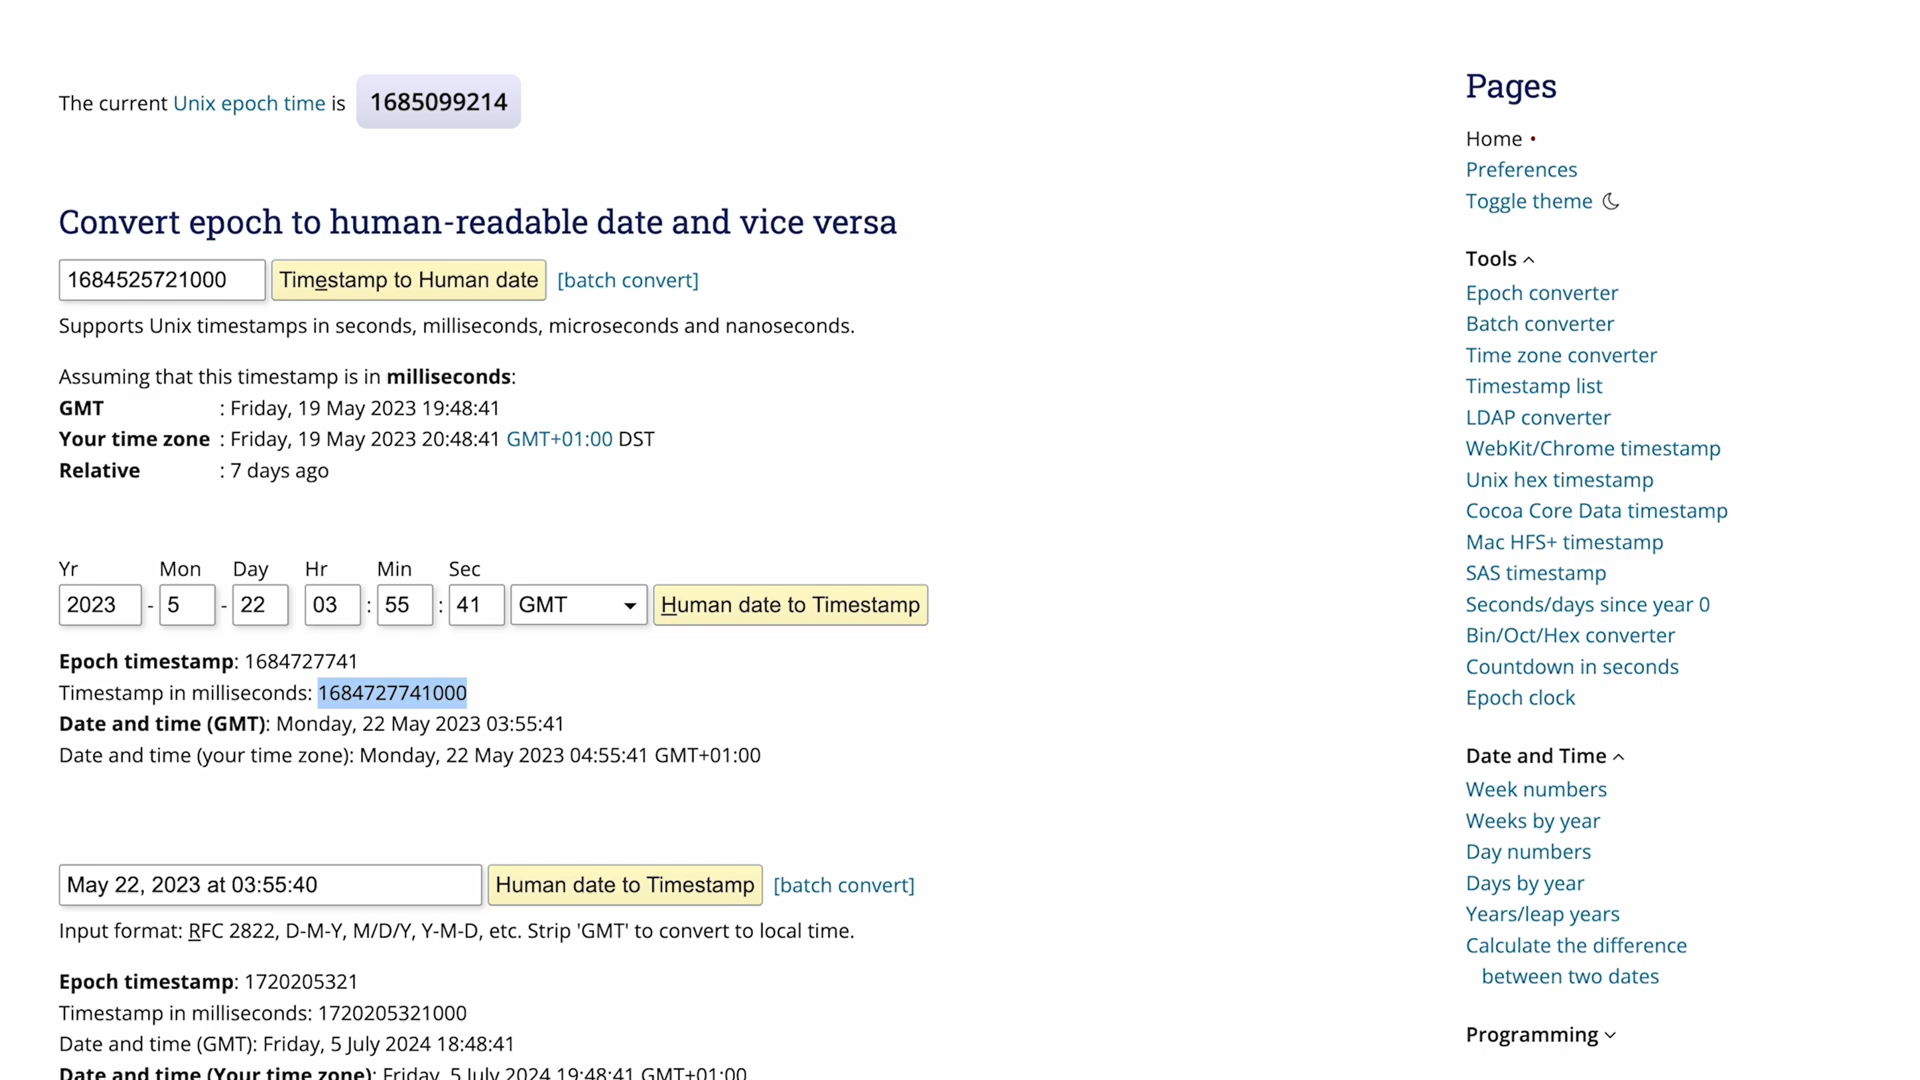 The current Unix epoch time is 1685099214
Convert epoch to human-readable date and vice versa
1684525721000 Timestamp to Human date [batch convert]
Supports Unix timestamps in seconds, milliseconds, microseconds and nanoseconds.
Assuming that this timestamp is in milliseconds:
GMT : Friday, 19 May 2023 19:48:41
Your time zone : Friday, 19 May 2023 20:48:41 GMT+01:00 DST
Relative : 7 days ago
Yr Mon Day Hr Min Sec
2023 - 5 - 22 03 : 55 : 41 GMT Human date to Timestamp
Epoch timestamp: 1684727741
Timestamp in milliseconds: 1684727741000
Date and time (GMT): Monday, 22 May 2023 03:55:41
Date and time (your time zone): Monday, 22 May 2023 04:55:41 GMT+01:00
May 22, 2023 at 03:55:40 Human date to Timestamp [batch convert]
Input format: RFC 2822, D-M-Y, M/D/Y, Y-M-D, etc. Strip 'GMT' to convert to local time.
Epoch timestamp: 1720205321
Timestamp in milliseconds: 1720205321000
Date and time (GMT): Friday, 5 July 2024 18:48:41
Date and time (Your time zone): Friday, 5 July 2024 19:48:41 GMT+01:00
Pages
Home •
Preferences
Toggle theme
Tools
Epoch converter
Batch converter
Time zone converter
Timestamp list
LDAP converter
WebKit/Chrome timestamp
Unix hex timestamp
Cocoa Core Data timestamp
Mac HFS+ timestamp
SAS timestamp
Seconds/days since year 0
Bin/Oct/Hex converter
Countdown in seconds
Epoch clock
Date and Time
Week numbers
Weeks by year
Day numbers
Days by year
Years/leap years
Calculate the difference
between two dates
Programming